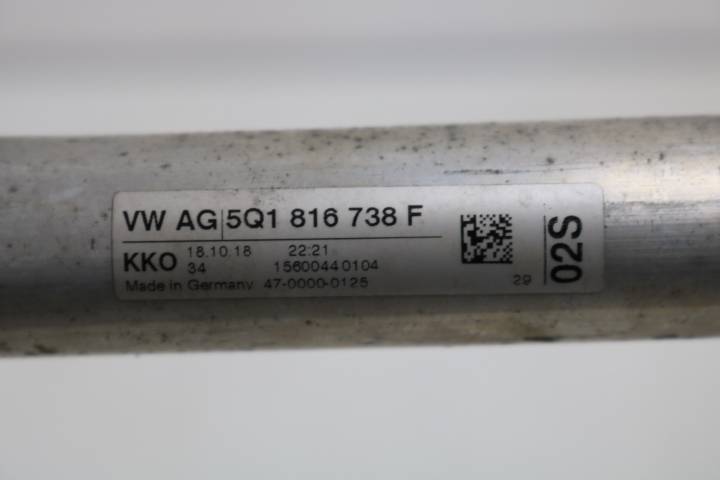 VW AG 5Q1 816 738 F
KKO 18.10.18 22:21
34 15600440104
Made in Germany 47-0000-0125
29
02S